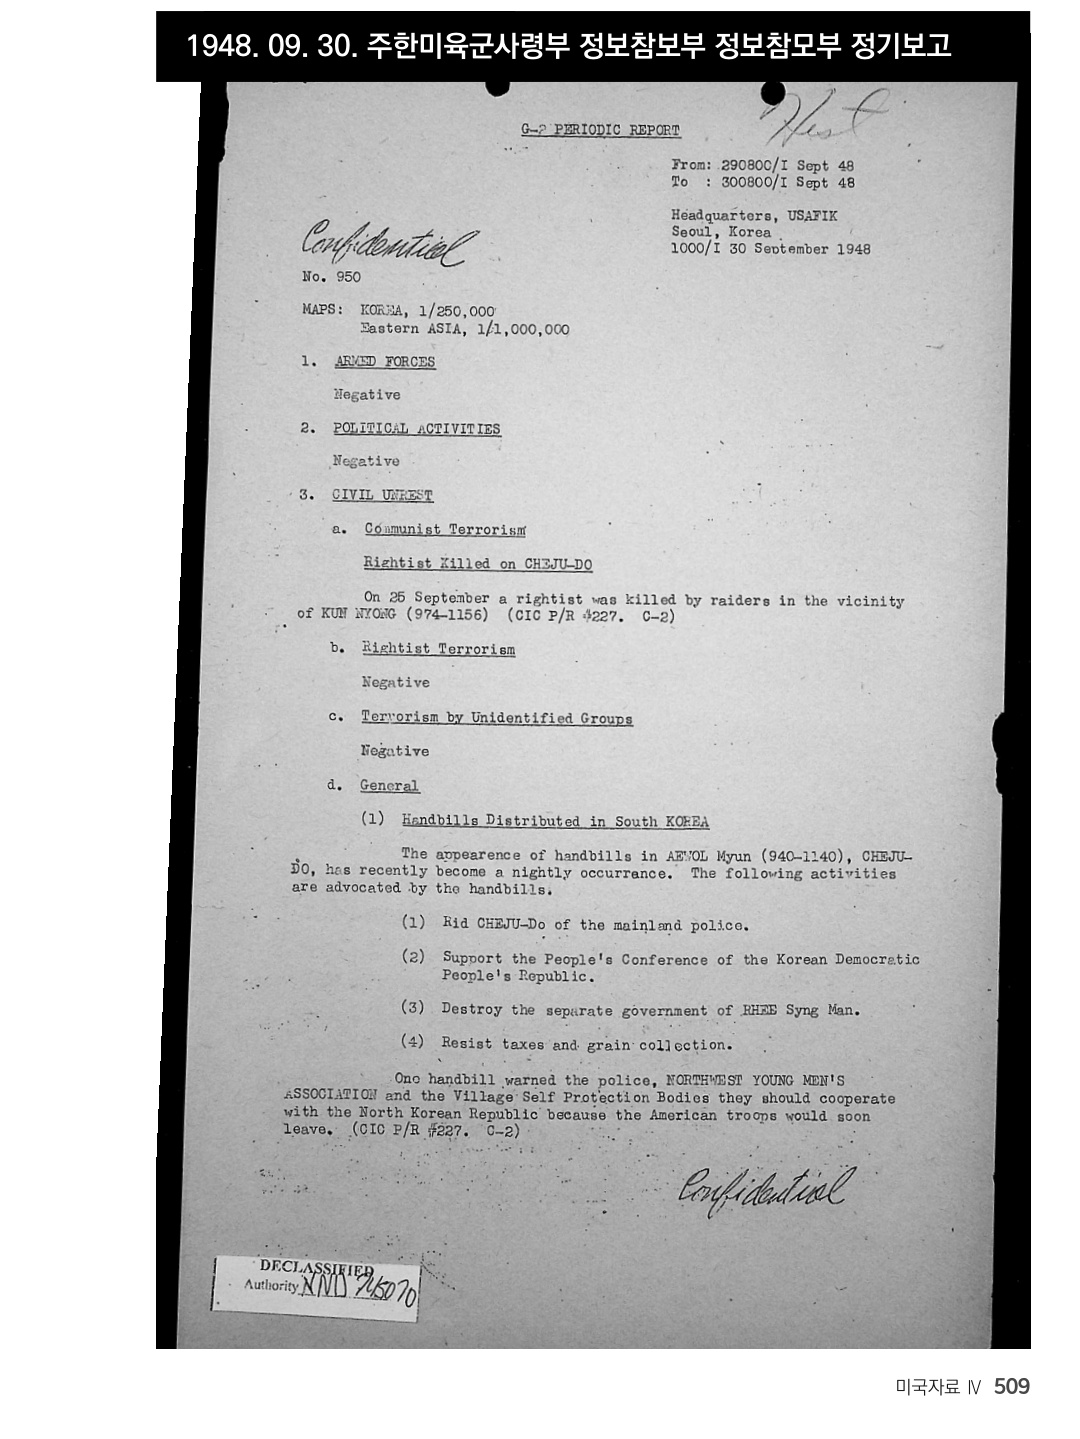 1948. 09. 30. 주한미육군사령부 정보참보부 정보참모부 정기보고
Hist
G-2 PERIODIC REPORT
From: 290800/I Sept 48
To : 300800/I Sept 48
Headquarters, USAFIK
Seoul, Korea
1000/I 30 September 1948
Confidential
No. 950
MAPS: KOREA, 1/250,000
Eastern ASIA, 1/1,000,000
1. ARMED FORCES
Negative
2. POLITICAL ACTIVITIES
Negative
3. CIVIL UNREST
a. Communist Terrorism
Rightist Killed on CHEJU-DO
On 25 September a rightist was killed by raiders in the vicinity
of KUN NYONG (974-1156) (CIC P/R #227. C-2)
b. Rightist Terrorism
Negative
c. Terrorism by Unidentified Groups
Negative
d. General
(1) Handbills Distributed in South KOREA
The appearence of handbills in AEWOL Myun (940-1140), CHEJU-
DO, has recently become a nightly occurrance. The following activities
are advocated by the handbills.
(1) Rid CHEJU-Do of the mainland police.
(2) Support the People's Conference of the Korean Democratic
People's Republic.
(3) Destroy the separate government of RHEE Syng Man.
(4) Resist taxes and grain collection.
One handbill warned the police, NORTHWEST YOUNG MEN'S
ASSOCIATION and the Village Self Protection Bodies they should cooperate
with the North Korean Republic because the American troops would soon
leave. (CIC P/R #227. C-2)
Confidential
DECLASSIFIED
Authority NND 745070
미국자료 Ⅳ 509